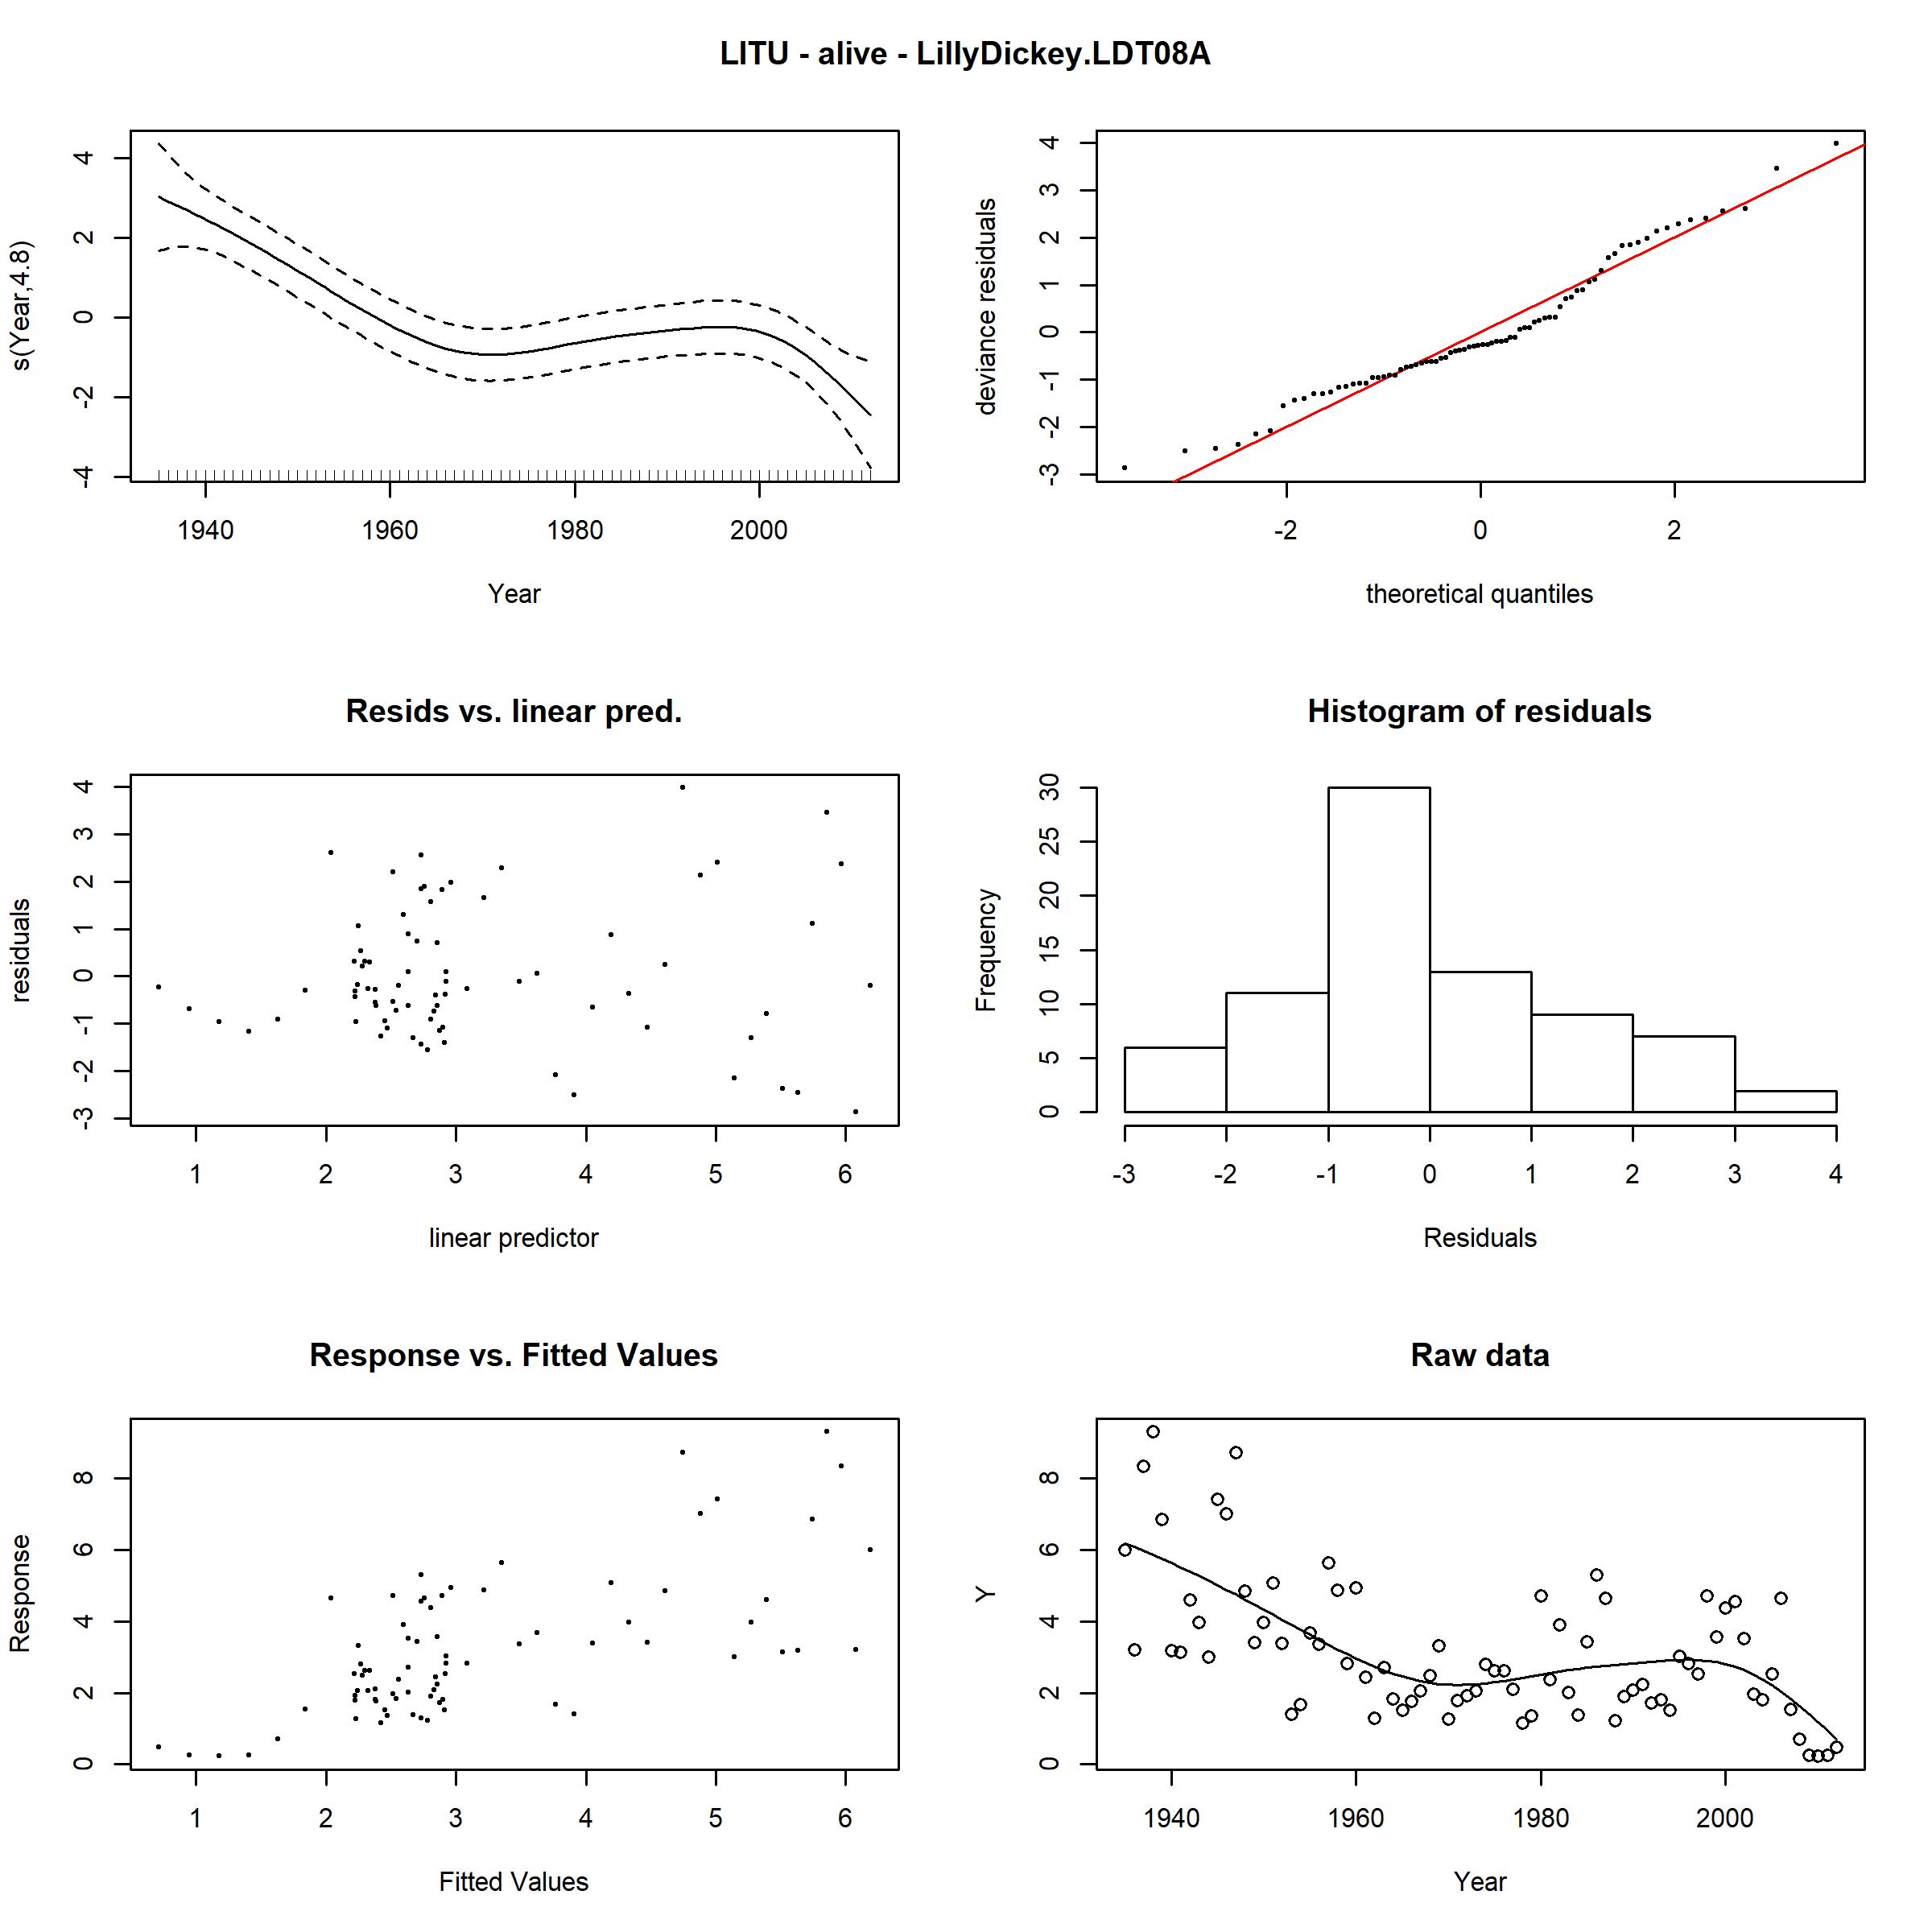 LITU - alive - LillyDickey.LDT08A
s(Year,4.8)
4
2
0
-2
-4
1940 1960 1980 2000
Year
deviance residuals
4
3
2
1
0
-1
-2
-3
-2 0 2
theoretical quantiles
Resids vs. linear pred.
residuals
4
3
2
1
0
-1
-2
-3
1 2 3 4 5 6
linear predictor
Histogram of residuals
Frequency
30
25
20
15
10
5
0
-3 -2 -1 0 1 2 3 4
Residuals
Response vs. Fitted Values
Response
8
6
4
2
0
1 2 3 4 5 6
Fitted Values
Raw data
Y
8
6
4
2
0
1940 1960 1980 2000
Year